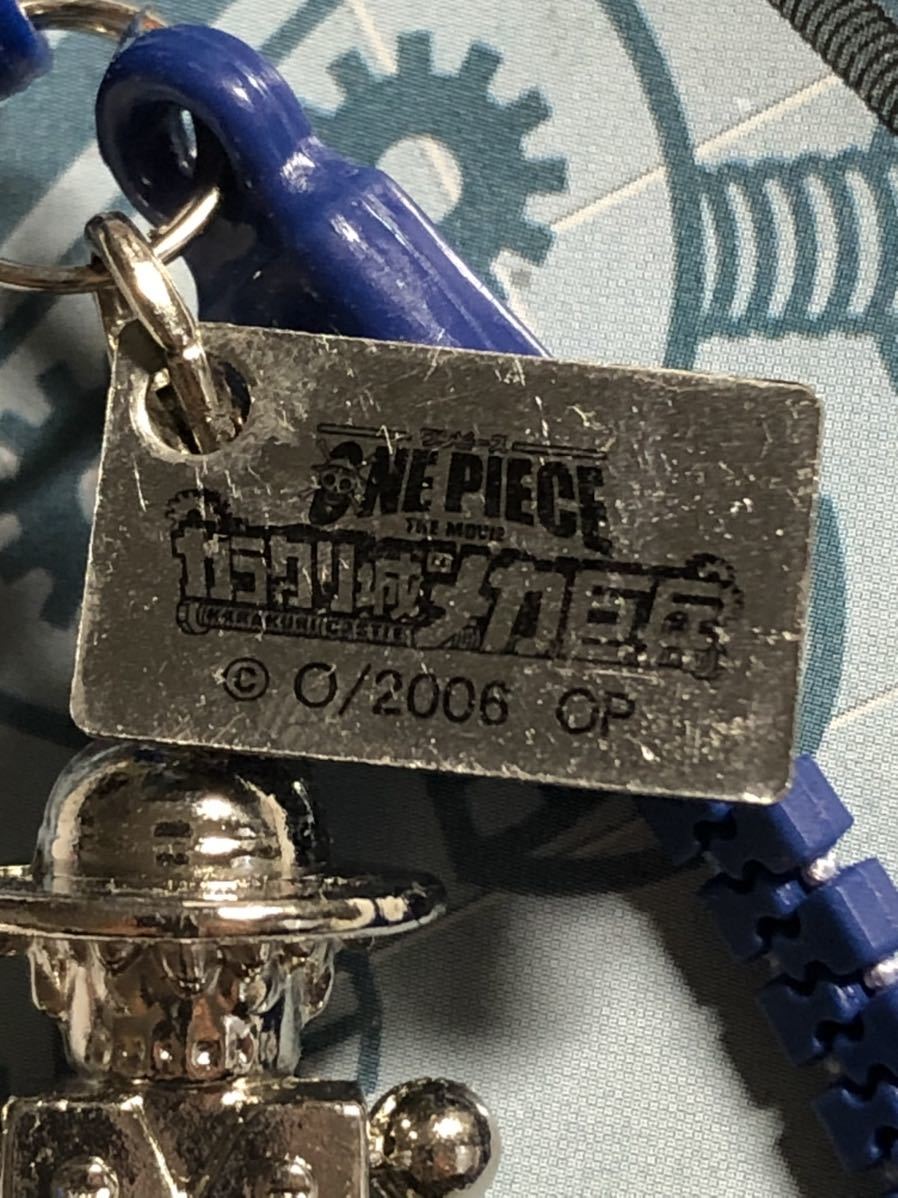 ワンピース
ONE PIECE
THE MOVIE
カラクリ城のメカ巨兵
KARAKURI CASTLE
© O/2006 OP